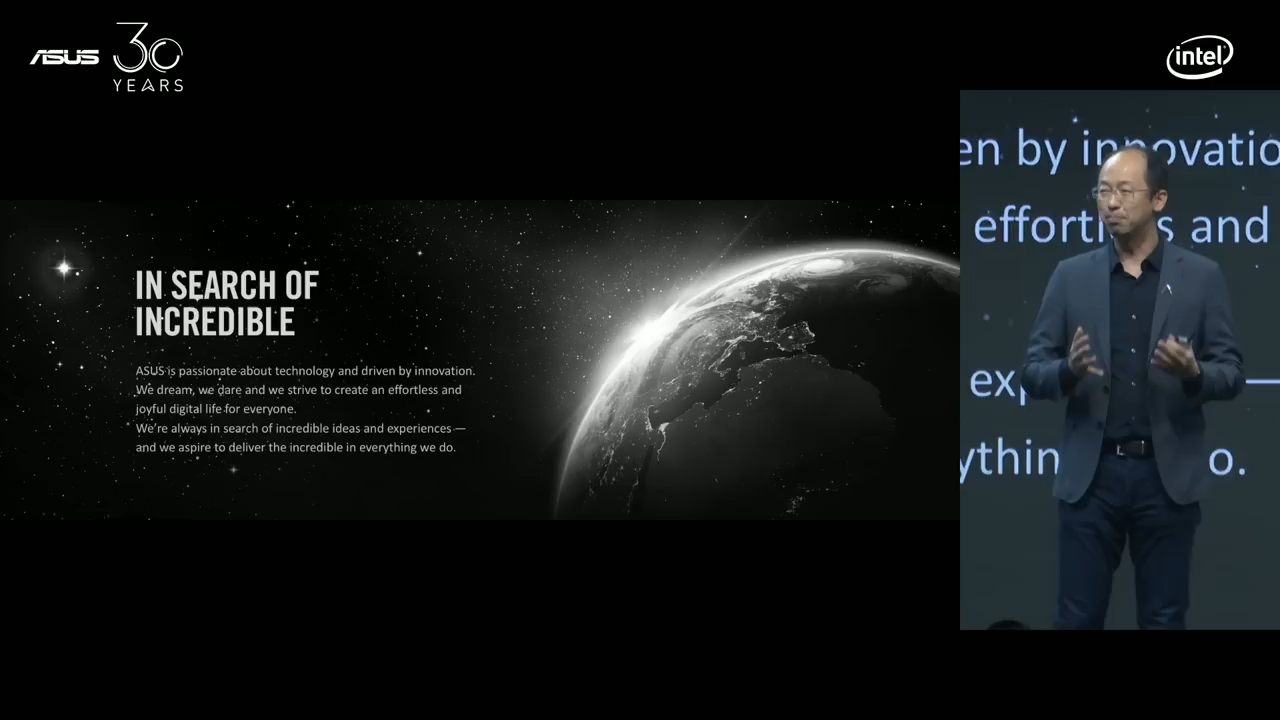 ASUS
30
YEARS
intel
IN SEARCH OF
INCREDIBLE
ASUS is passionate about technology and driven by innovation.
We dream, we dare and we strive to create an effortless and
joyful digital life for everyone.
We're always in search of incredible ideas and experiences —
and we aspire to deliver the incredible in everything we do.
en by innovatio
effortl s and
exp —
ythin o.